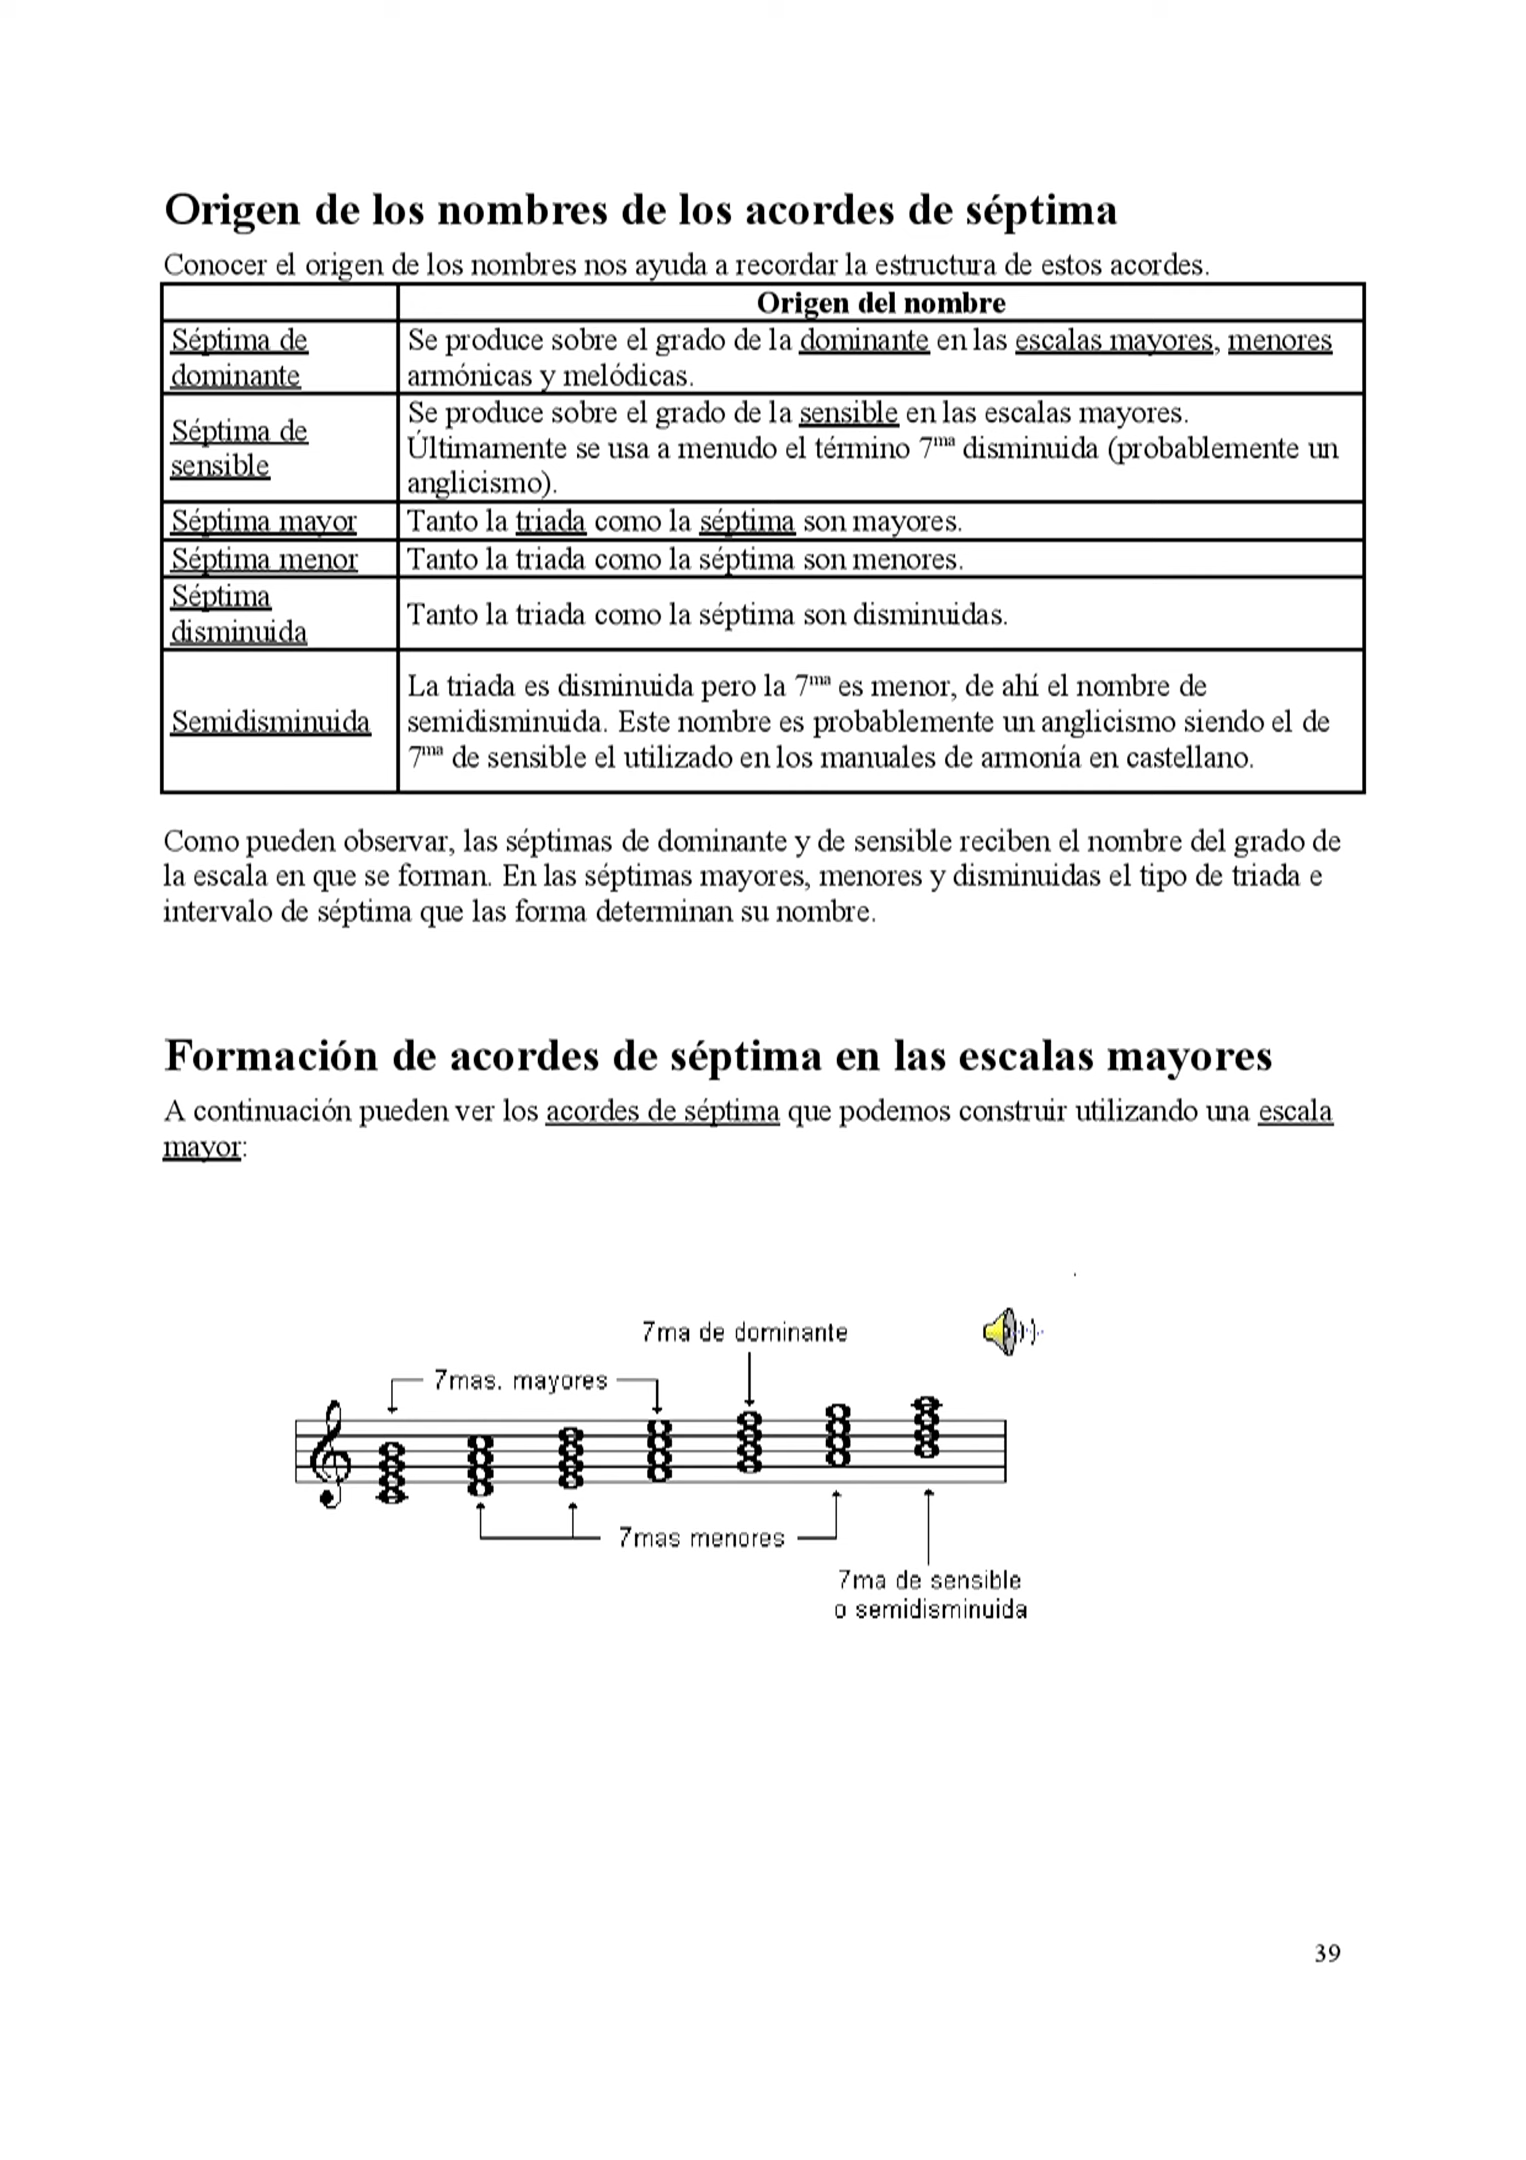 Origen de los nombres de los acordes de séptima
Conocer el origen de los nombres nos ayuda a recordar la estructura de estos acordes.
Origen del nombre
Séptima de
dominante
Se produce sobre el grado de la dominante en las escalas mayores, menores
armónicas y melódicas.
Séptima de
sensible
Se produce sobre el grado de la sensible en las escalas mayores.
Últimamente se usa a menudo el término 7ma disminuida (probablemente un
anglicismo).
Séptima mayor
Tanto la triada como la séptima son mayores.
Séptima menor
Tanto la triada como la séptima son menores.
Séptima
disminuida
Tanto la triada como la séptima son disminuidas.
Semidisminuida
La triada es disminuida pero la 7ma es menor, de ahí el nombre de
semidisminuida. Este nombre es probablemente un anglicismo siendo el de
7ma de sensible el utilizado en los manuales de armonía en castellano.
Como pueden observar, las séptimas de dominante y de sensible reciben el nombre del grado de
la escala en que se forman. En las séptimas mayores, menores y disminuidas el tipo de triada e
intervalo de séptima que las forma determinan su nombre.
Formación de acordes de séptima en las escalas mayores
A continuación pueden ver los acordes de séptima que podemos construir utilizando una escala
mayor:
7ma de dominante
7mas. mayores
7mas menores
7ma de sensible
o semidisminuida
39